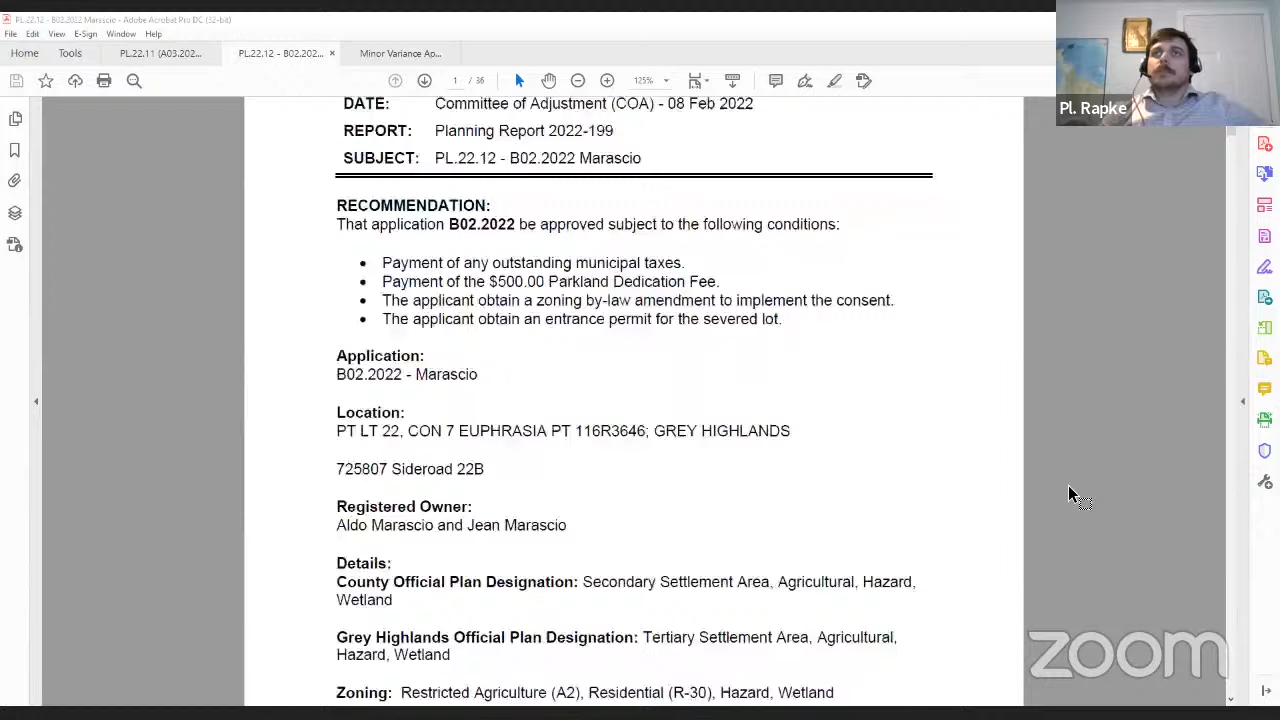 PL.22.12 - B02.2022 Marascio - Adobe Acrobat Pro DC (32-bit)
File Edit View E-Sign Window Help
Home Tools PL.22.11 (A03.202... PL.22.12 - B02.202... × Minor Variance Ap...
1 / 36 125%
Pl. Rapke
DATE: Committee of Adjustment (COA) - 08 Feb 2022
REPORT: Planning Report 2022-199
SUBJECT: PL.22.12 - B02.2022 Marascio
RECOMMENDATION:
That application B02.2022 be approved subject to the following conditions:
• Payment of any outstanding municipal taxes.
• Payment of the $500.00 Parkland Dedication Fee.
• The applicant obtain a zoning by-law amendment to implement the consent.
• The applicant obtain an entrance permit for the severed lot.
Application:
B02.2022 - Marascio
Location:
PT LT 22, CON 7 EUPHRASIA PT 116R3646; GREY HIGHLANDS
725807 Sideroad 22B
Registered Owner:
Aldo Marascio and Jean Marascio
Details:
County Official Plan Designation: Secondary Settlement Area, Agricultural, Hazard,
Wetland
Grey Highlands Official Plan Designation: Tertiary Settlement Area, Agricultural,
Hazard, Wetland
Zoning: Restricted Agriculture (A2), Residential (R-30), Hazard, Wetland
zoom